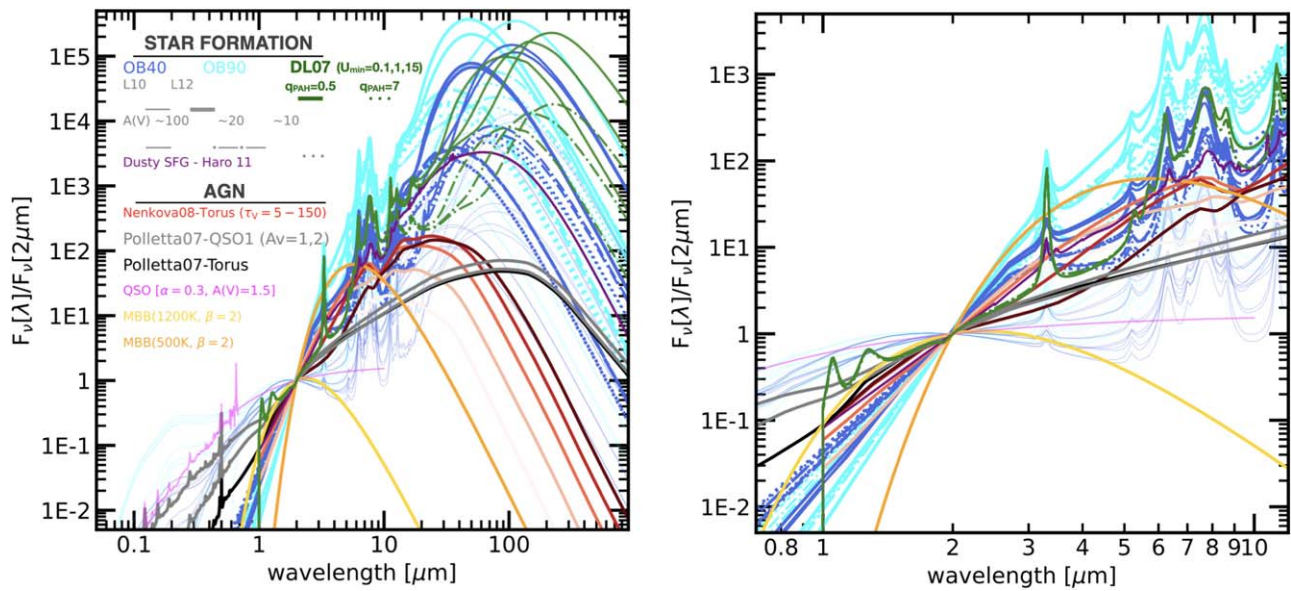 STAR FORMATION
OB40 OB90 DL07 (Umin=0.1,1,15)
L10 L12 qPAH=0.5 qPAH=7
A(V) ~100 ~20 ~10
Dusty SFG - Haro 11
AGN
Nenkova08-Torus (τV = 5 − 150)
Polletta07-QSO1 (Av=1,2)
Polletta07-Torus
QSO [α = 0.3, A(V)=1.5]
MBB(1200K, β = 2)
MBB(500K, β = 2)
Fν[λ]/Fν[2μm]
1E5
1E4
1E3
1E2
1E1
1
1E-1
1E-2
0.1 1 10 100
wavelength [μm]
Fν[λ]/Fν[2μm]
1E3
1E2
1E1
1
1E-1
1E-2
0.8 1 2 3 4 5 6 7 8 9 10
wavelength [μm]